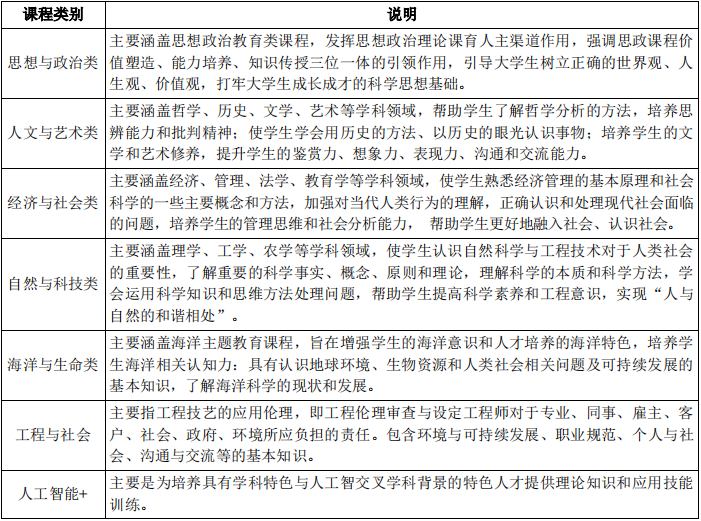 课程类别 说明
思想与政治类
主要涵盖思想政治教育类课程，发挥思想政治理论课育人主渠道作用，强调思政课程价
值塑造、能力培养、知识传授三位一体的引领作用，引导大学生树立正确的世界观、人
生观、价值观，打牢大学生成长成才的科学思想基础。
人文与艺术类
主要涵盖哲学、历史、文学、艺术等学科领域，帮助学生了解哲学分析的方法，培养思
辨能力和批判精神；使学生学会用历史的方法、以历史的眼光认识事物；培养学生的文
学和艺术修养，提升学生的鉴赏力、想象力、表现力、沟通和交流能力。
经济与社会类
主要涵盖经济、管理、法学、教育学等学科领域，使学生熟悉经济管理的基本原理和社会
科学的一些主要概念和方法，加强对当代人类行为的理解，正确认识和处理现代社会面临
的问题，培养学生的管理思维和社会分析能力， 帮助学生更好地融入社会、认识社会。
自然与科技类
主要涵盖理学、工学、农学等学科领域，使学生认识自然科学与工程技术对于人类社会
的重要性，了解重要的科学事实、概念、原则和理论，理解科学的本质和科学方法，学
会运用科学知识和思维方法处理问题，帮助学生提高科学素养和工程意识，实现“人与
自然的和谐相处”。
海洋与生命类
主要涵盖海洋主题教育课程，旨在增强学生的海洋意识和人才培养的海洋特色，培养学
生海洋相关认知力：具有认识地球环境、生物资源和人类社会相关问题及可持续发展的
基本知识，了解海洋科学的现状和发展。
工程与社会
主要指工程技艺的应用伦理，即工程伦理审查与设定工程师对于专业、同事、雇主、客
户、社会、政府、环境所应负担的责任。包含环境与可持续发展、职业规范、个人与社
会、沟通与交流等的基本知识。
人工智能+
主要是为培养具有学科特色与人工智交叉学科背景的特色人才提供理论知识和应用技能
训练。